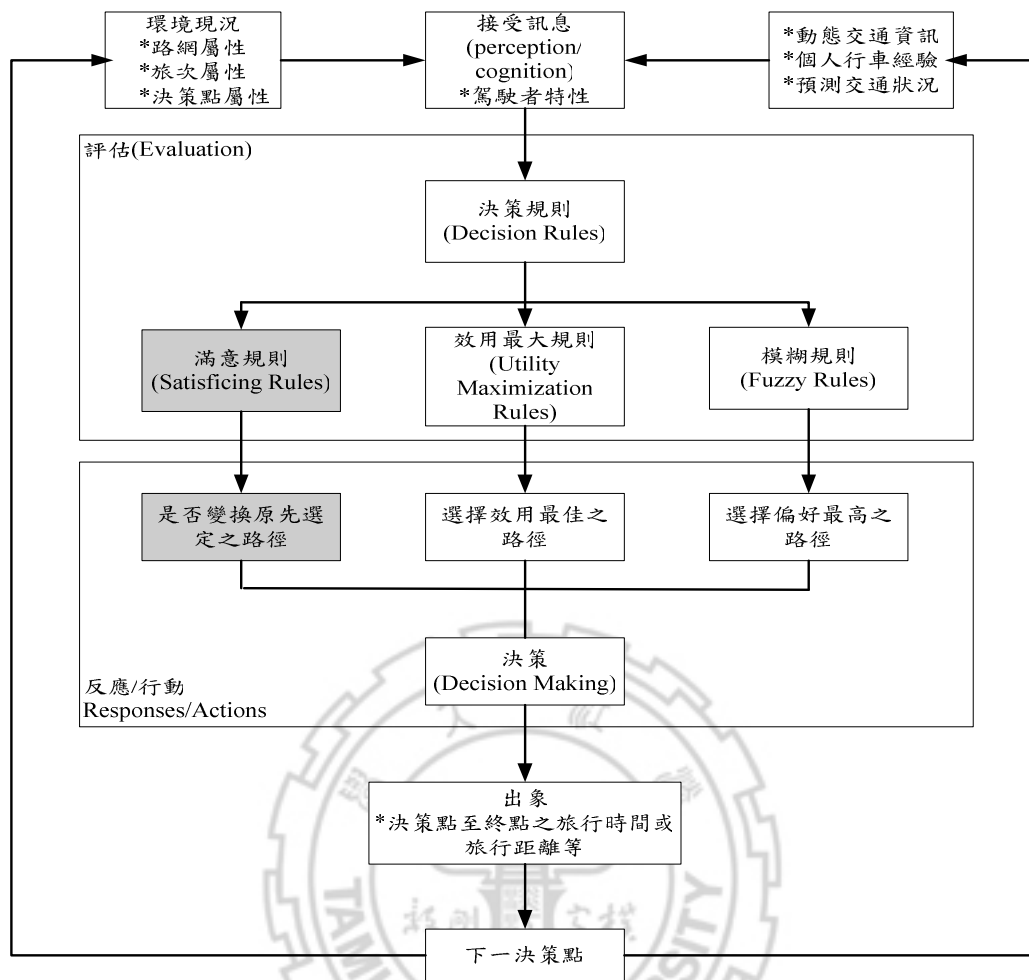 環境現況
*路網屬性
*旅次屬性
*決策點屬性
接受訊息
(perception/
cognition)
*駕駛者特性
*動態交通資訊
*個人行車經驗
*預測交通狀況
評估(Evaluation)
決策規則
(Decision Rules)
滿意規則
(Satisficing Rules)
效用最大規則
(Utility
Maximization
Rules)
模糊規則
(Fuzzy Rules)
是否變換原先選
定之路徑
選擇效用最佳之
路徑
選擇偏好最高之
路徑
決策
(Decision Making)
反應/行動
Responses/Actions
出象
*決策點至終點之旅行時間或
旅行距離等
下一決策點